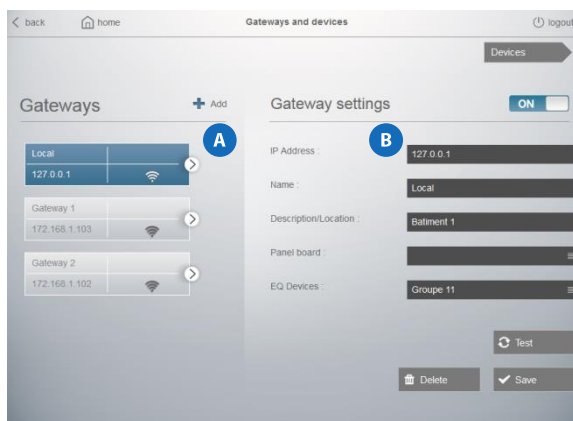 back home Gateways and devices logout
Devices
Gateways Add
A
Local
127.0.0.1
Gateway 1
172.168.1.103
Gateway 2
172.168.1.102
Gateway settings ON
B
IP Address : 127.0.0.1
Name : Local
Description/Location : Batiment 1
Panel board :
EQ Devices : Groupe 11
Test
Delete Save